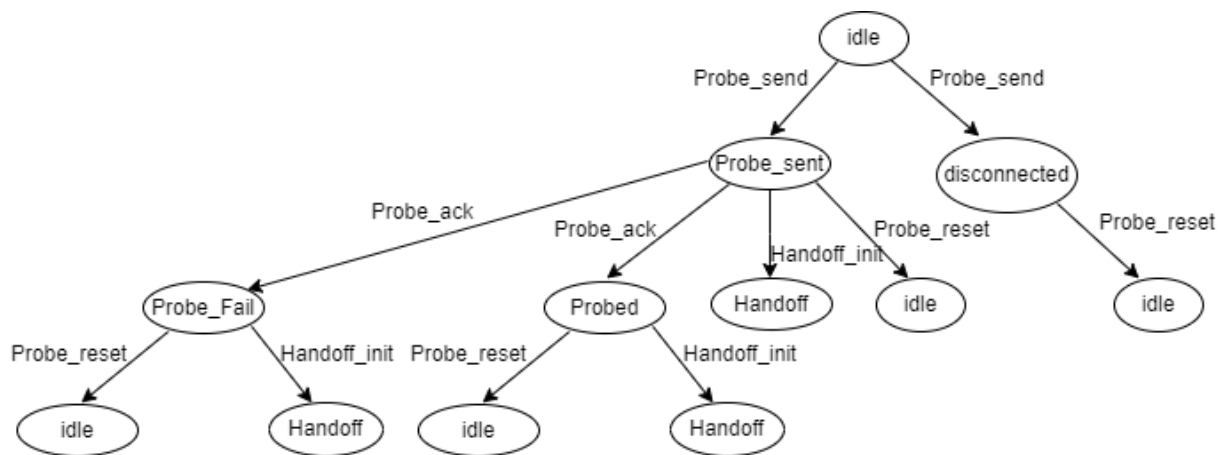 idle
Probe_send
Probe_send
Probe_sent
disconnected
Probe_ack
Probe_ack
Probe_reset
Probe_reset
Handoff_init
Probe_Fail
Probed
Handoff
idle
idle
Probe_reset
Handoff_init
Probe_reset
Handoff_init
idle
Handoff
idle
Handoff